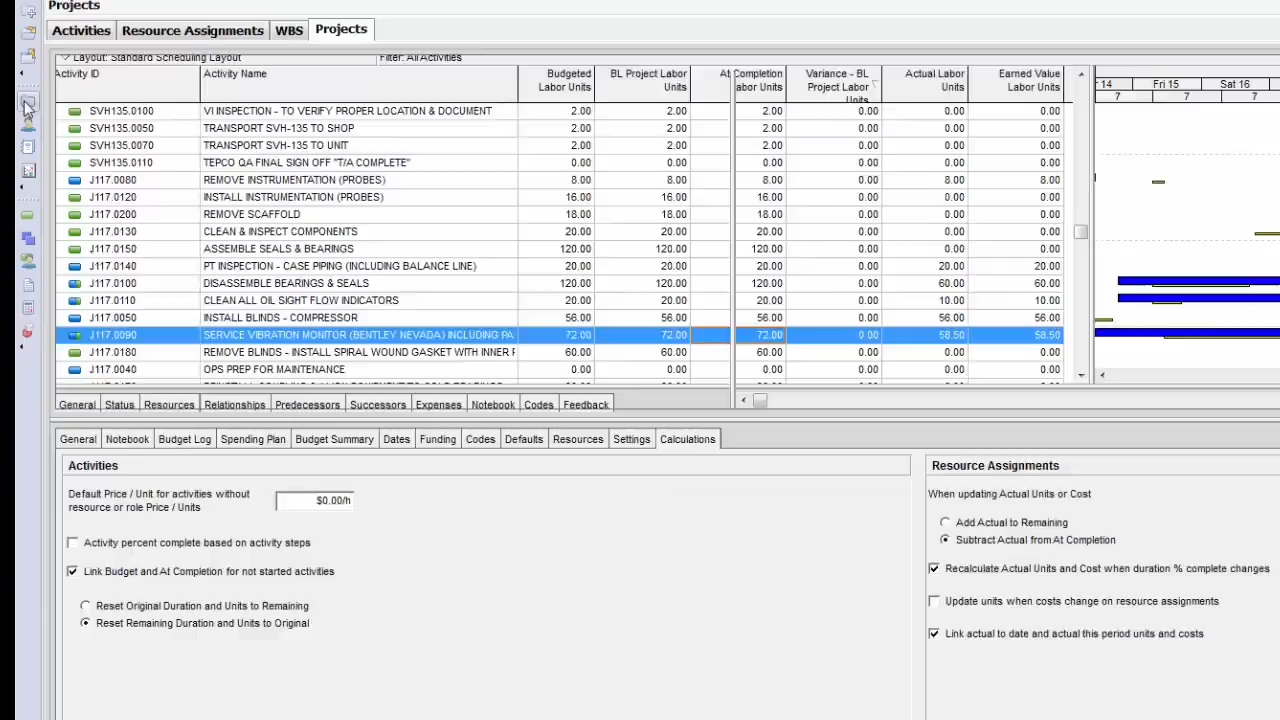 Projects
Activities Resource Assignments WBS Projects
Layout: Standard Scheduling Layout Filter: All Activities
Activity ID Activity Name Budgeted Labor Units BL Project Labor Units At Completion Labor Units Variance - BL Project Labor Units Actual Labor Units Earned Value Labor Units
14 Fri 15 Sat 16
7 7 7
SVH135.0100 VI INSPECTION - TO VERIFY PROPER LOCATION & DOCUMENT 2.00 2.00 2.00 0.00 0.00 0.00
SVH135.0050 TRANSPORT SVH-135 TO SHOP 2.00 2.00 2.00 0.00 0.00 0.00
SVH135.0070 TRANSPORT SVH-135 TO UNIT 2.00 2.00 2.00 0.00 0.00 0.00
SVH135.0110 TEPCO QA FINAL SIGN OFF "T/A COMPLETE" 0.00 0.00 0.00 0.00 0.00 0.00
J117.0080 REMOVE INSTRUMENTATION (PROBES) 8.00 8.00 8.00 0.00 8.00 8.00
J117.0120 INSTALL INSTRUMENTATION (PROBES) 16.00 16.00 16.00 0.00 0.00 0.00
J117.0200 REMOVE SCAFFOLD 18.00 18.00 18.00 0.00 0.00 0.00
J117.0130 CLEAN & INSPECT COMPONENTS 20.00 20.00 20.00 0.00 0.00 0.00
J117.0150 ASSEMBLE SEALS & BEARINGS 120.00 120.00 120.00 0.00 0.00 0.00
J117.0140 PT INSPECTION - CASE PIPING (INCLUDING BALANCE LINE) 20.00 20.00 20.00 0.00 20.00 20.00
J117.0100 DISASSEMBLE BEARINGS & SEALS 120.00 120.00 120.00 0.00 60.00 60.00
J117.0110 CLEAN ALL OIL SIGHT FLOW INDICATORS 20.00 20.00 20.00 0.00 10.00 10.00
J117.0050 INSTALL BLINDS - COMPRESSOR 56.00 56.00 56.00 0.00 56.00 56.00
J117.0090 SERVICE VIBRATION MONITOR (BENTLEY NEVADA) INCLUDING PA 72.00 72.00 72.00 0.00 58.50 58.50
J117.0180 REMOVE BLINDS - INSTALL SPIRAL WOUND GASKET WITH INNER F 60.00 60.00 60.00 0.00 0.00 0.00
J117.0040 OPS PREP FOR MAINTENANCE 0.00 0.00 0.00 0.00 0.00 0.00
General Status Resources Relationships Predecessors Successors Expenses Notebook Codes Feedback
General Notebook Budget Log Spending Plan Budget Summary Dates Funding Codes Defaults Resources Settings Calculations
Activities
Default Price / Unit for activities without
resource or role Price / Units
$0.00/h
Activity percent complete based on activity steps
Link Budget and At Completion for not started activities
Reset Original Duration and Units to Remaining
Reset Remaining Duration and Units to Original
Resource Assignments
When updating Actual Units or Cost
Add Actual to Remaining
Subtract Actual from At Completion
Recalculate Actual Units and Cost when duration % complete changes
Update units when costs change on resource assignments
Link actual to date and actual this period units and costs